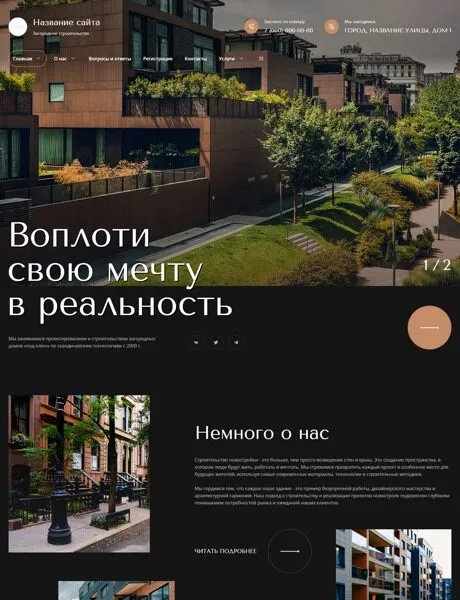 Название сайта
Загородное строительство
Звоните по номеру:
7 (000) 000-00-00
Мы находимся:
ГОРОД, НАЗВАНИЕ УЛИЦЫ, ДОМ 1
Главная
О нас
Вопросы и ответы
Регистрация
Контакты
Услуги
Воплоти
свою мечту
в реальность
1 / 2
Мы занимаемся проектированием и строительством загородных
домов «под ключ» по скандинавским технологиям с 2000 г.
Немного о нас
Строительство новостройки - это больше, чем просто возведение стен и крыш. Это создание пространства, в
котором люди будут жить, работать и мечтать. Мы стремимся превратить каждый проект в особенное место для
будущих жителей, используя самые современные материалы, технологии и строительные методики.
Мы гордимся тем, что каждое наше здание - это пример безупречной работы, дизайнерского мастерства и
архитектурной гармонии. Наш подход к строительству и реализации проектов новостроек подкреплен глубоким
пониманием потребностей рынка и ожиданий наших клиентов.
ЧИТАТЬ ПОДРОБНЕЕ